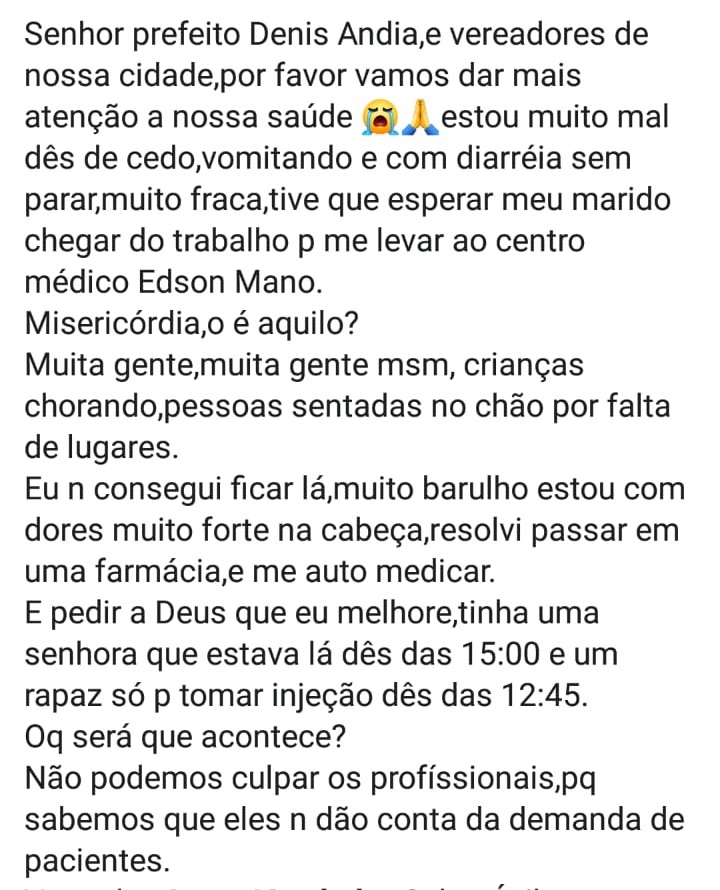 Senhor prefeito Denis Andia,e vereadores de
nossa cidade,por favor vamos dar mais
atenção a nossa saúde 😭🙏estou muito mal
dês de cedo,vomitando e com diarréia sem
parar,muito fraca,tive que esperar meu marido
chegar do trabalho p me levar ao centro
médico Edson Mano.
Misericórdia,o é aquilo?
Muita gente,muita gente msm, crianças
chorando,pessoas sentadas no chão por falta
de lugares.
Eu n consegui ficar lá,muito barulho estou com
dores muito forte na cabeça,resolvi passar em
uma farmácia,e me auto medicar.
E pedir a Deus que eu melhore,tinha uma
senhora que estava lá dês das 15:00 e um
rapaz só p tomar injeção dês das 12:45.
Oq será que acontece?
Não podemos culpar os profíssionais,pq
sabemos que eles n dão conta da demanda de
pacientes.